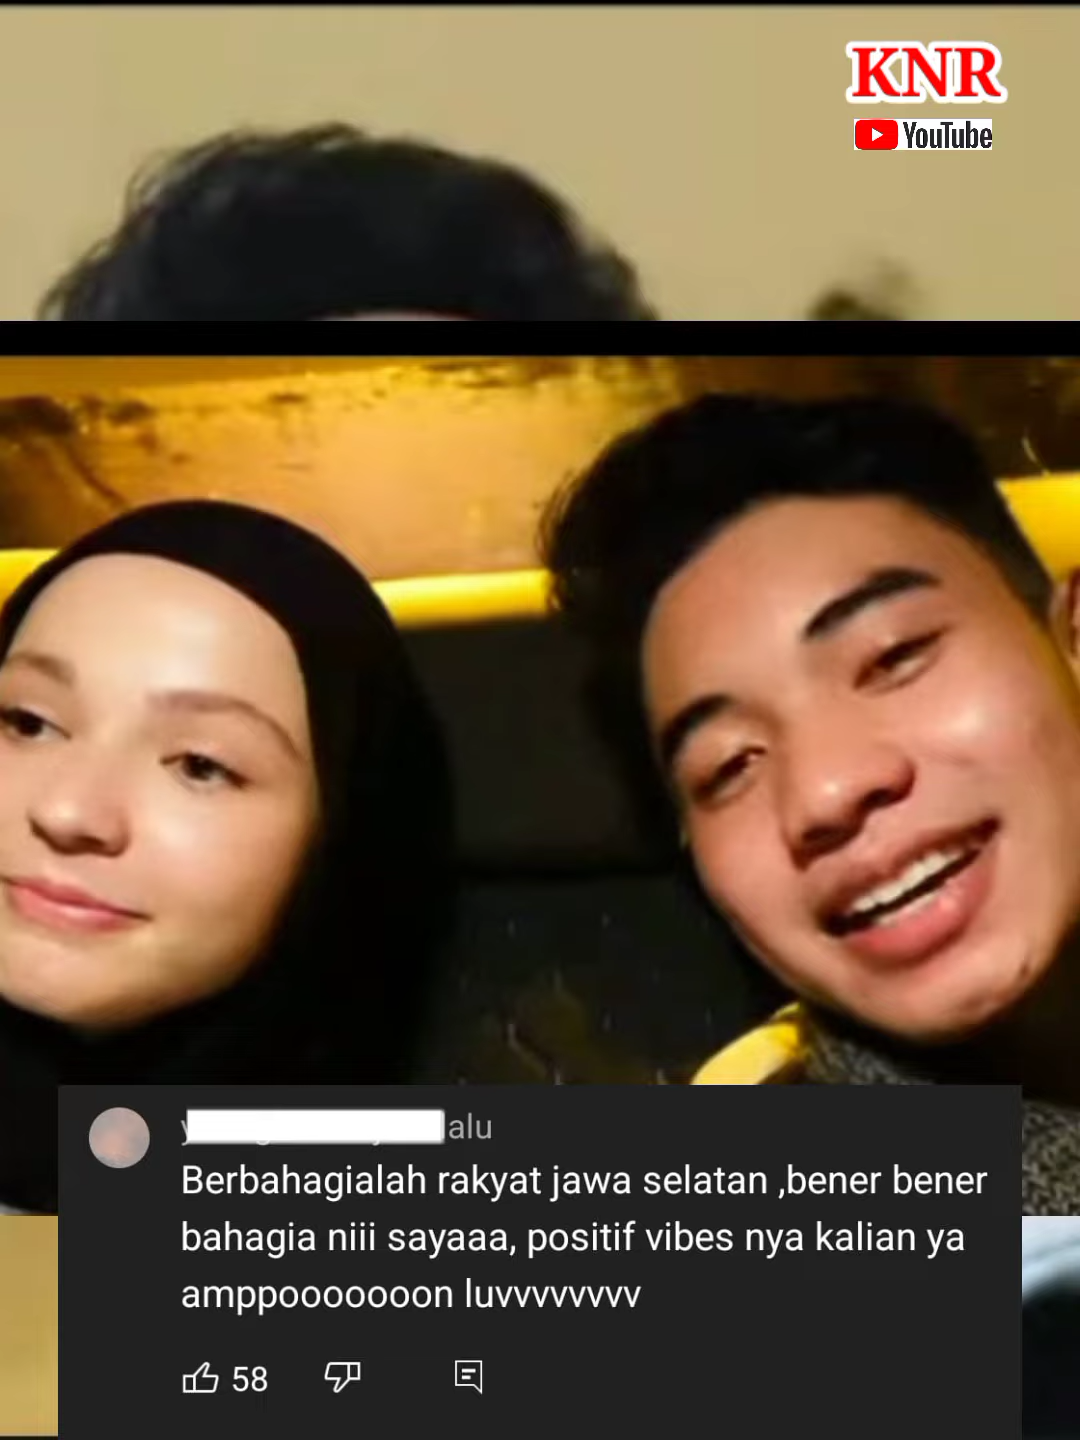 KNR
YouTube
alu
Berbahagialah rakyat jawa selatan ,bener bener
bahagia niii sayaaa, positif vibes nya kalian ya
amppooooooon luvvvvvvvv
58